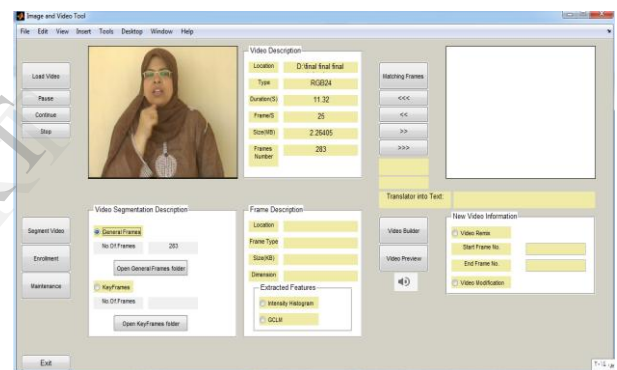 Image and Video Tool
File Edit View Insert Tools Desktop Window Help
Load Video
Pause
Continue
Stop
Video Description
Location D:\final final final
Type RGB24
Duration(S) 11.32
Frame/S 25
Size(MB) 2.26405
Frames Number 283
Matching Frames
<<<
<<
>>
>>>
Translator into Text:
Segment Video
Enrollment
Maintenance
Exit
Video Segmentation Description
General Frames
No.Of.Frames 283
Open General Frames folder
KeyFrames
No.Of.Frames
Open KeyFrames folder
Frame Description
Location
Frame Type
Size(KB)
Dimension
Extracted Features
Intensity Histogram
GCLM
Video Builder
Video Preview
New Video Information
Video Remix
Start Frame No.
End Frame No.
Video Modification